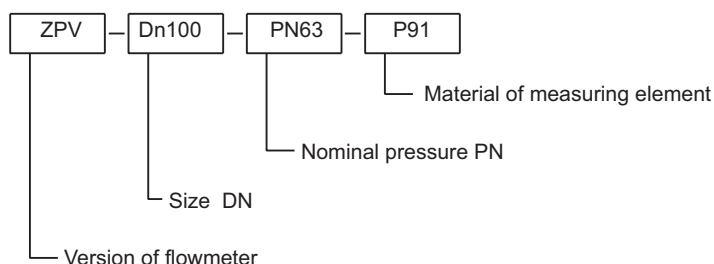 ZPV – Dn100 – PN63 – P91
Material of measuring element
Nominal pressure PN
Size DN
Version of flowmeter